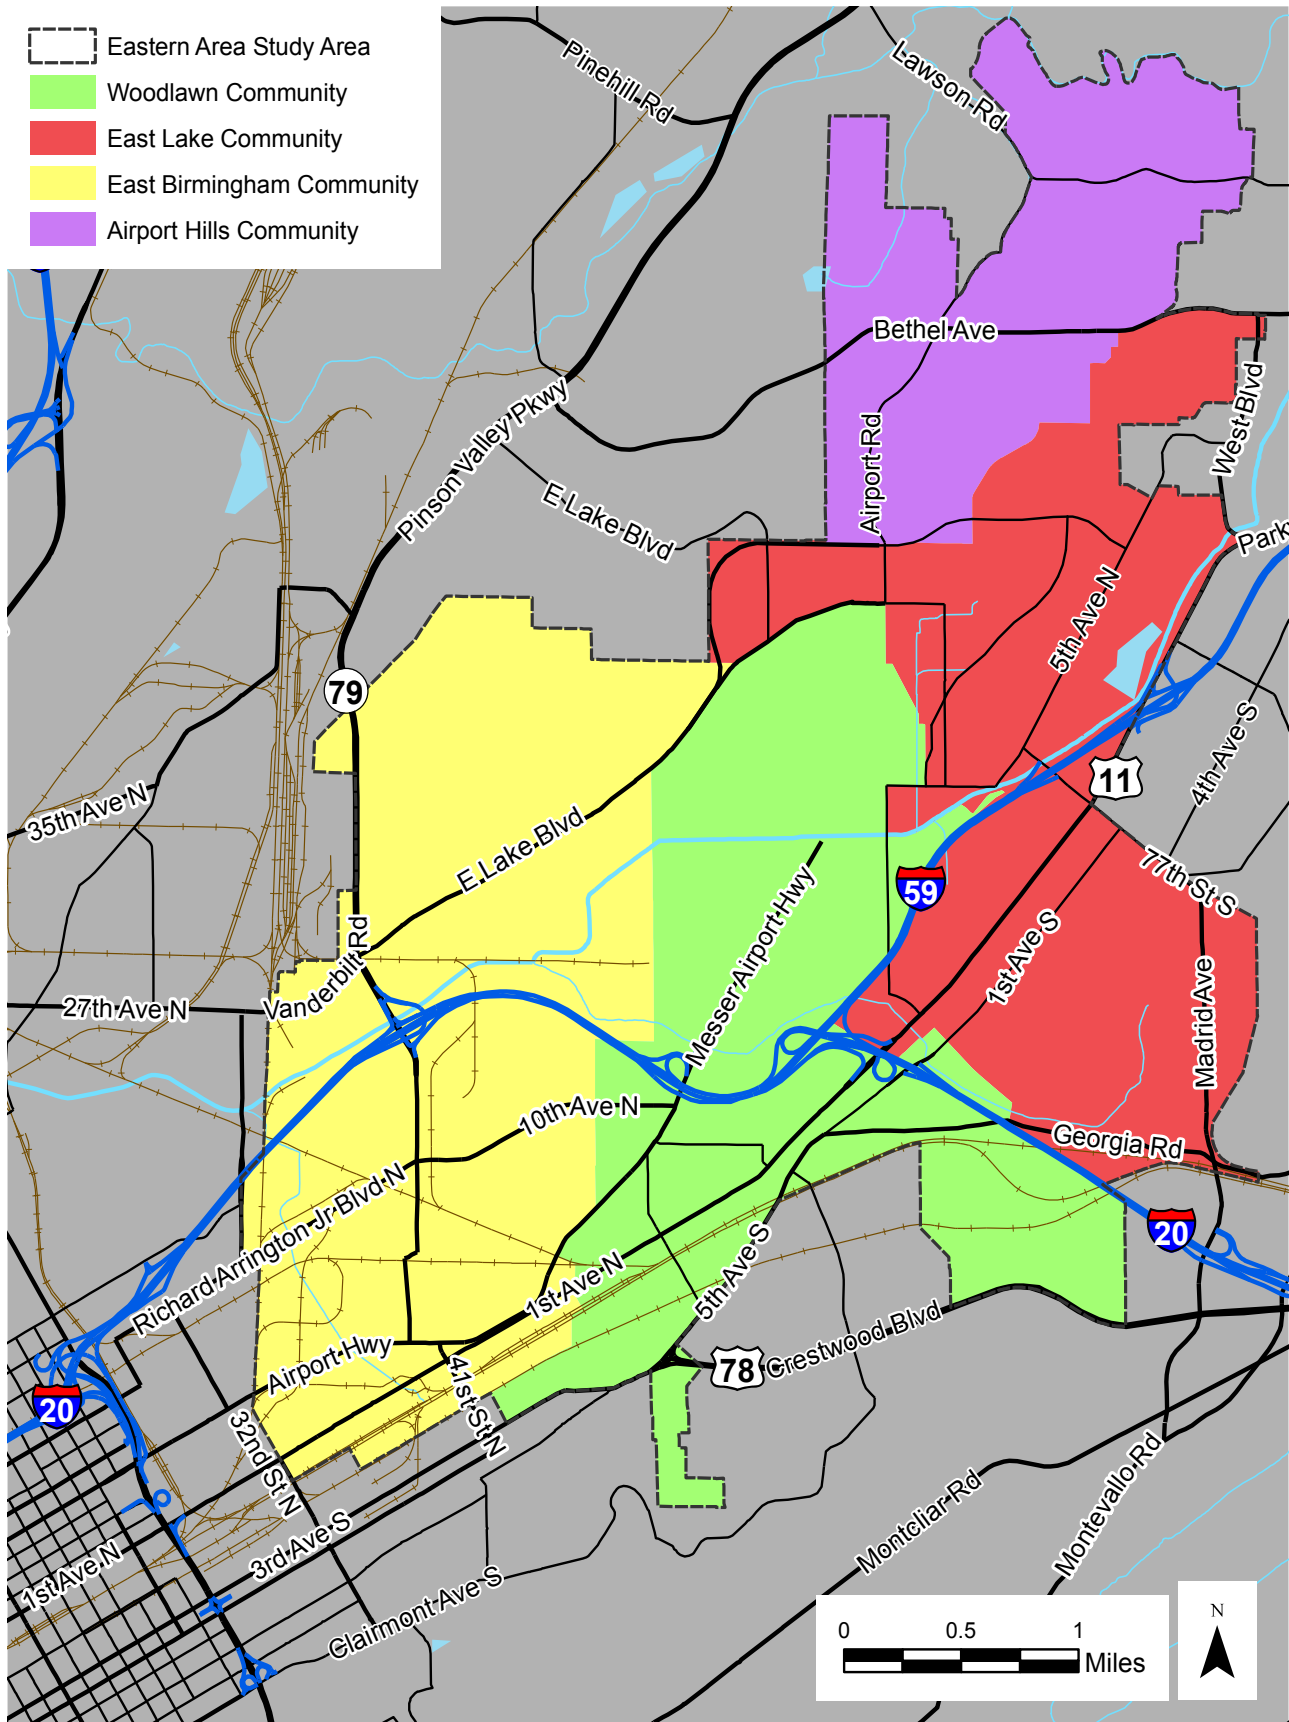 Eastern Area Study Area
Woodlawn Community
East Lake Community
East Birmingham Community
Airport Hills Community
Pinehill Rd
Lawson Rd
Bethel Ave
West Blvd
Pinson Valley Pkwy
Airport Rd
E Lake Blvd
Park
5th Ave N
79
11
4th Ave S
35th Ave N
E Lake Blvd
77th St S
59
Messer Airport Hwy
1st Ave S
Vanderbilt Rd
27th Ave N
Madrid Ave
10th Ave N
Georgia Rd
Richard Arrington Jr Blvd N
20
5th Ave S
1st Ave N
Crestwood Blvd
78
Airport Hwy
41st St N
20
32nd St N
Montevallo Rd
Montcliar Rd
3rd Ave S
1st Ave N
Clairmont Ave S
0 0.5 1
Miles
N